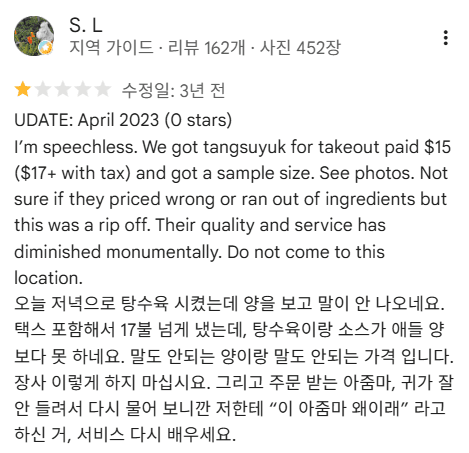 S. L
지역 가이드 · 리뷰 162개 · 사진 452장
수정일: 3년 전
UDATE: April 2023 (0 stars)
I’m speechless. We got tangsuyuk for takeout paid $15
($17+ with tax) and got a sample size. See photos. Not
sure if they priced wrong or ran out of ingredients but
this was a rip off. Their quality and service has
diminished monumentally. Do not come to this
location.
오늘 저녁으로 탕수육 시켰는데 양을 보고 말이 안 나오네요.
택스 포함해서 17불 넘게 냈는데, 탕수육이랑 소스가 애들 양
보다 못 하네요. 말도 안되는 양이랑 말도 안되는 가격 입니다.
장사 이렇게 하지 마십시요. 그리고 주문 받는 아줌마, 귀가 잘
안 들려서 다시 물어 보니깐 저한테 “이 아줌마 왜이래” 라고
하신 거, 서비스 다시 배우세요.